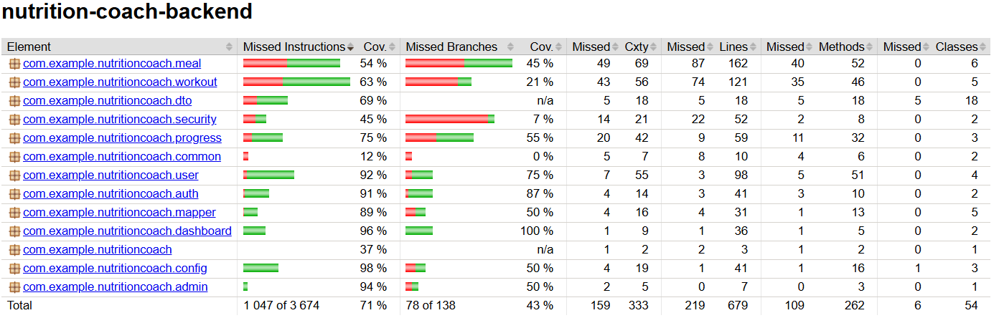 nutrition-coach-backend
Element Missed Instructions Cov. Missed Branches Cov. Missed Cxty Missed Lines Missed Methods Missed Classes
com.example.nutritioncoach.meal 54 % 45 % 49 69 87 162 40 52 0 6
com.example.nutritioncoach.workout 63 % 21 % 43 56 74 121 35 46 0 5
com.example.nutritioncoach.dto 69 % n/a 5 18 5 18 5 18 5 18
com.example.nutritioncoach.security 45 % 7 % 14 21 22 52 2 8 0 2
com.example.nutritioncoach.progress 75 % 55 % 20 42 9 59 11 32 0 3
com.example.nutritioncoach.common 12 % 0 % 5 7 8 10 4 6 0 2
com.example.nutritioncoach.user 92 % 75 % 7 55 3 98 5 51 0 4
com.example.nutritioncoach.auth 91 % 87 % 4 14 3 41 3 10 0 2
com.example.nutritioncoach.mapper 89 % 50 % 4 16 4 31 1 13 0 5
com.example.nutritioncoach.dashboard 96 % 100 % 1 9 1 36 1 5 0 2
com.example.nutritioncoach 37 % n/a 1 2 2 3 1 2 0 1
com.example.nutritioncoach.config 98 % 50 % 4 19 1 41 1 16 1 3
com.example.nutritioncoach.admin 94 % 50 % 2 5 0 7 0 3 0 1
Total 1 047 of 3 674 71 % 78 of 138 43 % 159 333 219 679 109 262 6 54